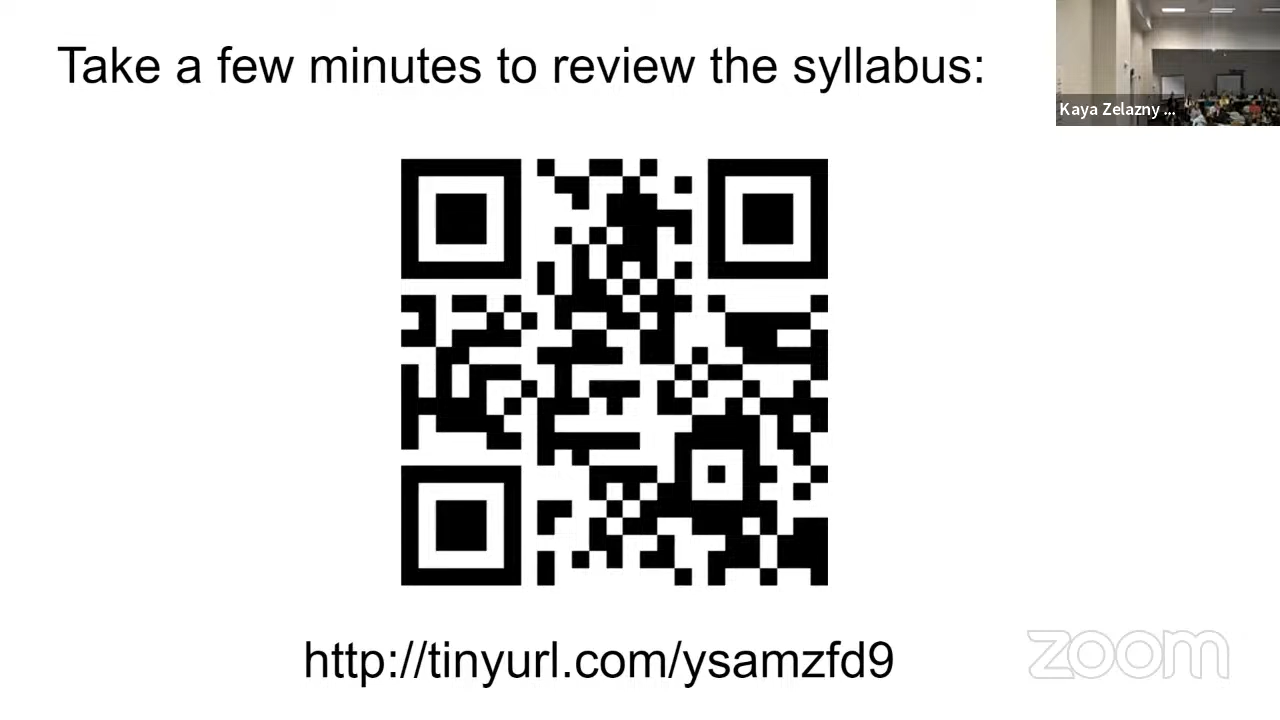 Take a few minutes to review the syllabus:
Kaya Zelazny ...
http://tinyurl.com/ysamzfd9
zoom